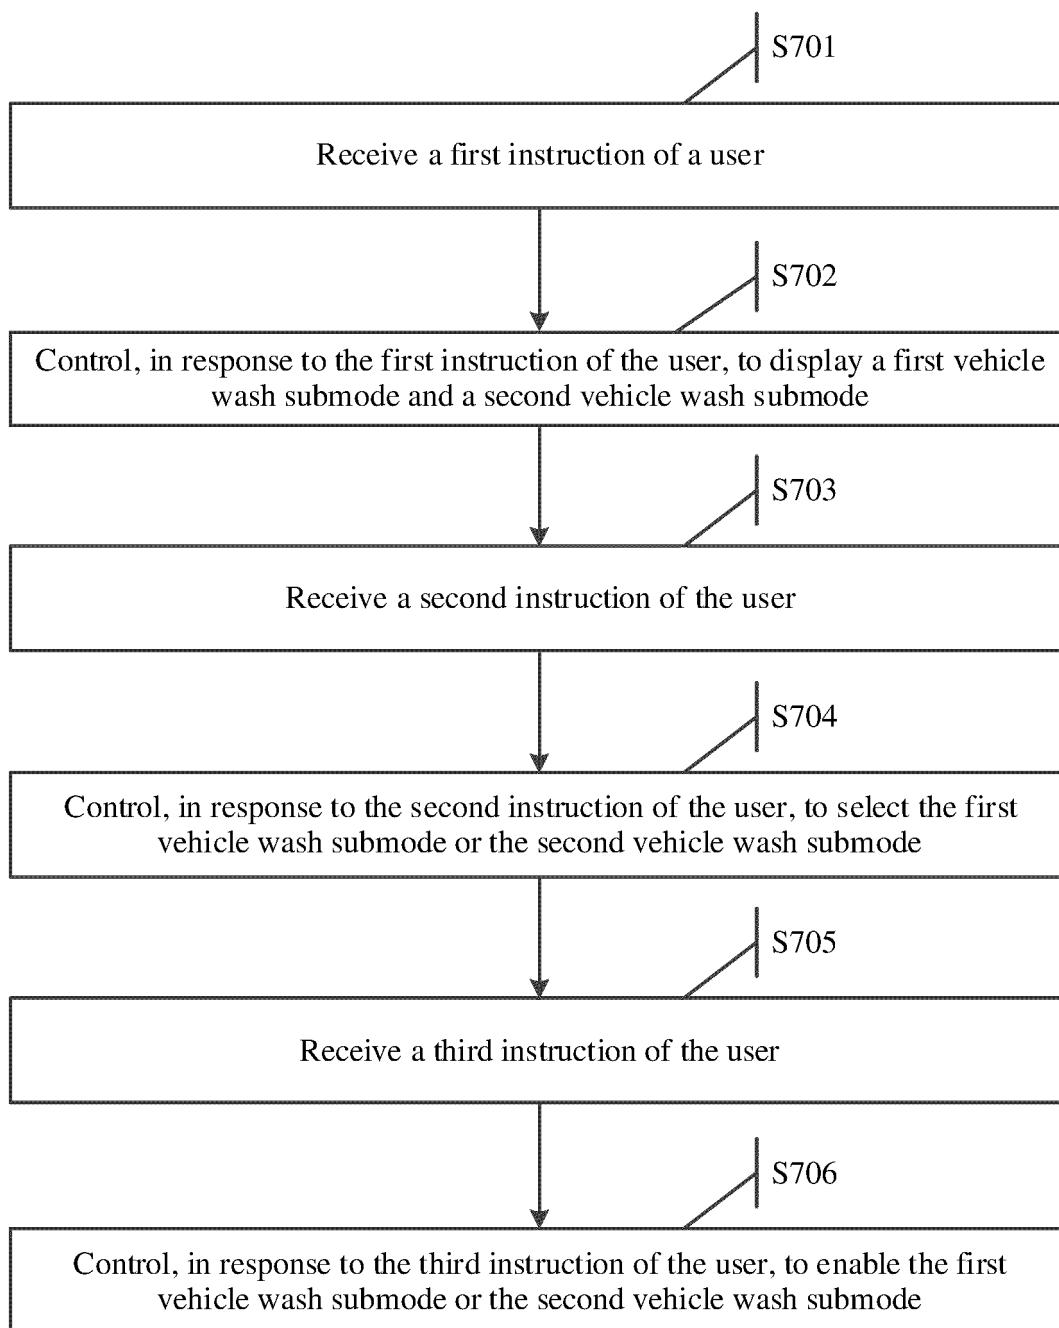 S701
Receive a first instruction of a user
S702
Control, in response to the first instruction of the user, to display a first vehicle
wash submode and a second vehicle wash submode
S703
Receive a second instruction of the user
S704
Control, in response to the second instruction of the user, to select the first
vehicle wash submode or the second vehicle wash submode
S705
Receive a third instruction of the user
S706
Control, in response to the third instruction of the user, to enable the first
vehicle wash submode or the second vehicle wash submode